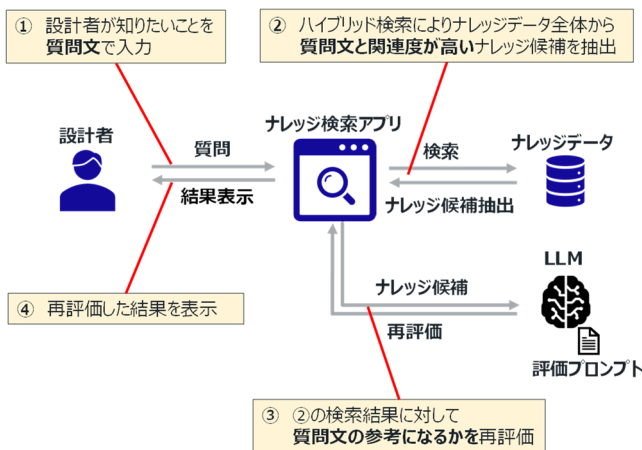 ① 設計者が知りたいことを
質問文で入力
② ハイブリッド検索によりナレッジデータ全体から
質問文と関連度が高いナレッジ候補を抽出
設計者
質問
結果表示
ナレッジ検索アプリ
検索
ナレッジ候補抽出
ナレッジデータ
LLM
ナレッジ候補
再評価
評価プロンプト
④ 再評価した結果を表示
③ ②の検索結果に対して
質問文の参考になるかを再評価